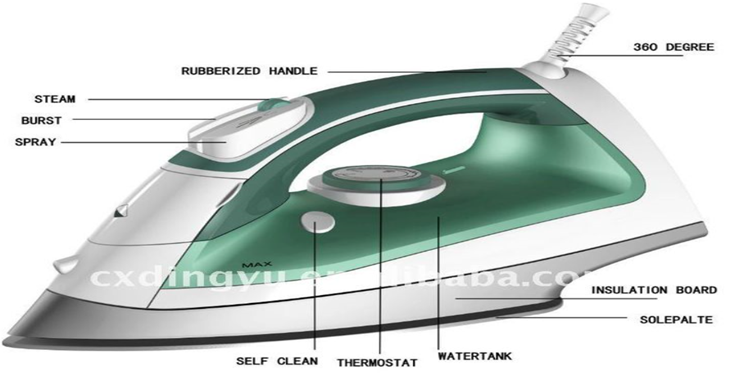 360 DEGREE
RUBBERIZED HANDLE
STEAM
BURST
SPRAY
MAX
INSULATION BOARD
SOLEPALTE
SELF CLEAN
THERMOSTAT
WATERTANK